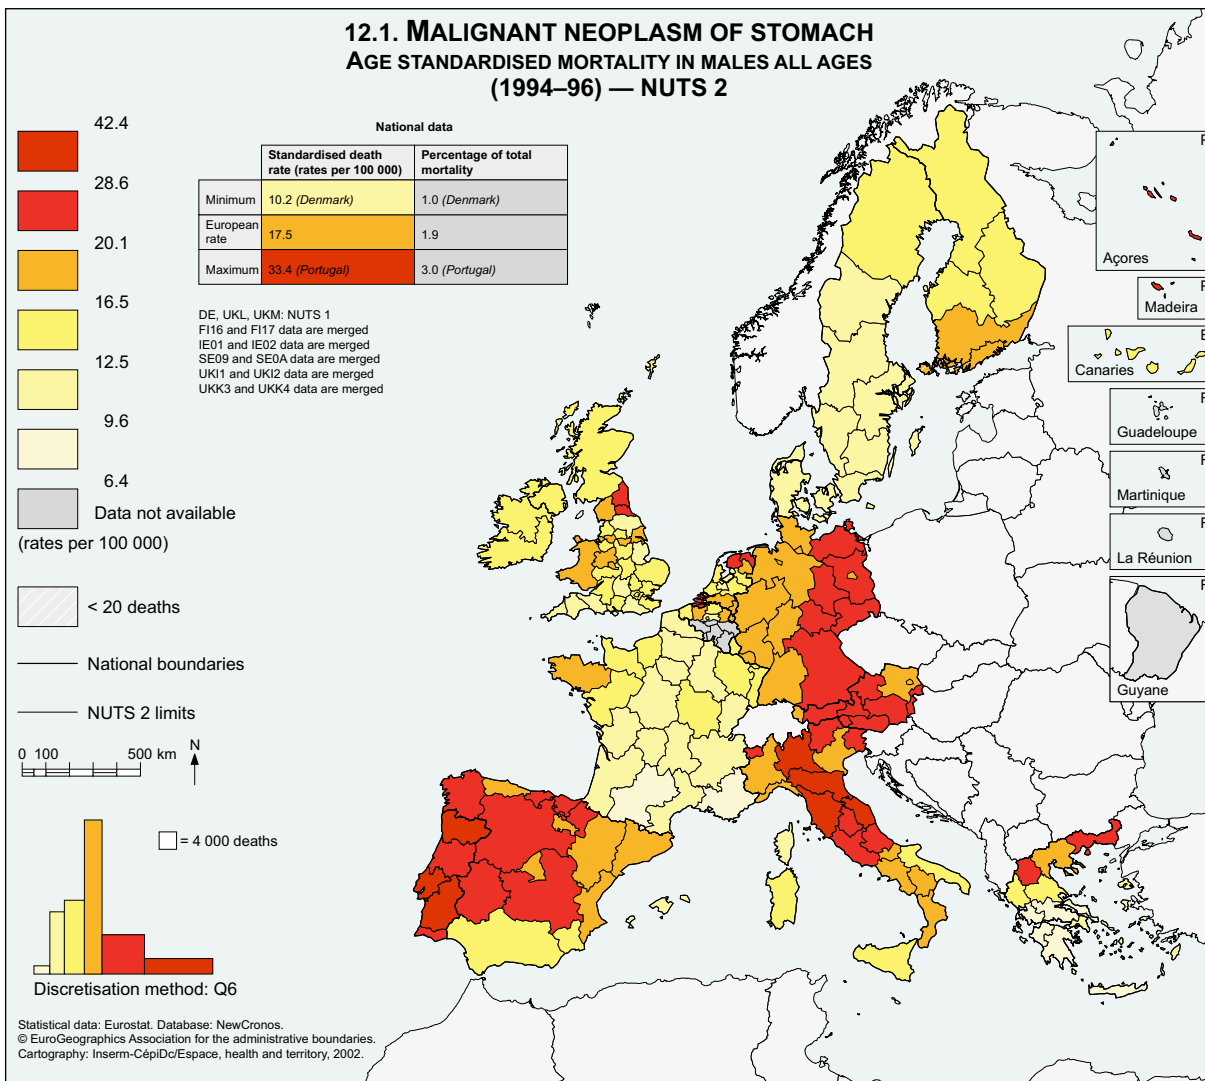 12.1. MALIGNANT NEOPLASM OF STOMACH
AGE STANDARDISED MORTALITY IN MALES ALL AGES
(1994–96) — NUTS 2
42.4
28.6
20.1
16.5
12.5
9.6
6.4
Data not available
(rates per 100 000)
< 20 deaths
National boundaries
NUTS 2 limits
0 100 500 km
N
National data
Standardised death rate (rates per 100 000) Percentage of total mortality
Minimum 10.2 (Denmark) 1.0 (Denmark)
European rate 17.5 1.9
Maximum 33.4 (Portugal) 3.0 (Portugal)
DE, UKL, UKM: NUTS 1
FI16 and FI17 data are merged
IE01 and IE02 data are merged
SE09 and SE0A data are merged
UKI1 and UKI2 data are merged
UKK3 and UKK4 data are merged
Açores
Madeira
Canaries
Guadeloupe
Martinique
La Réunion
Guyane
= 4 000 deaths
Discretisation method: Q6
Statistical data: Eurostat. Database: NewCronos.
© EuroGeographics Association for the administrative boundaries.
Cartography: Inserm-CépiDc/Espace, health and territory, 2002.